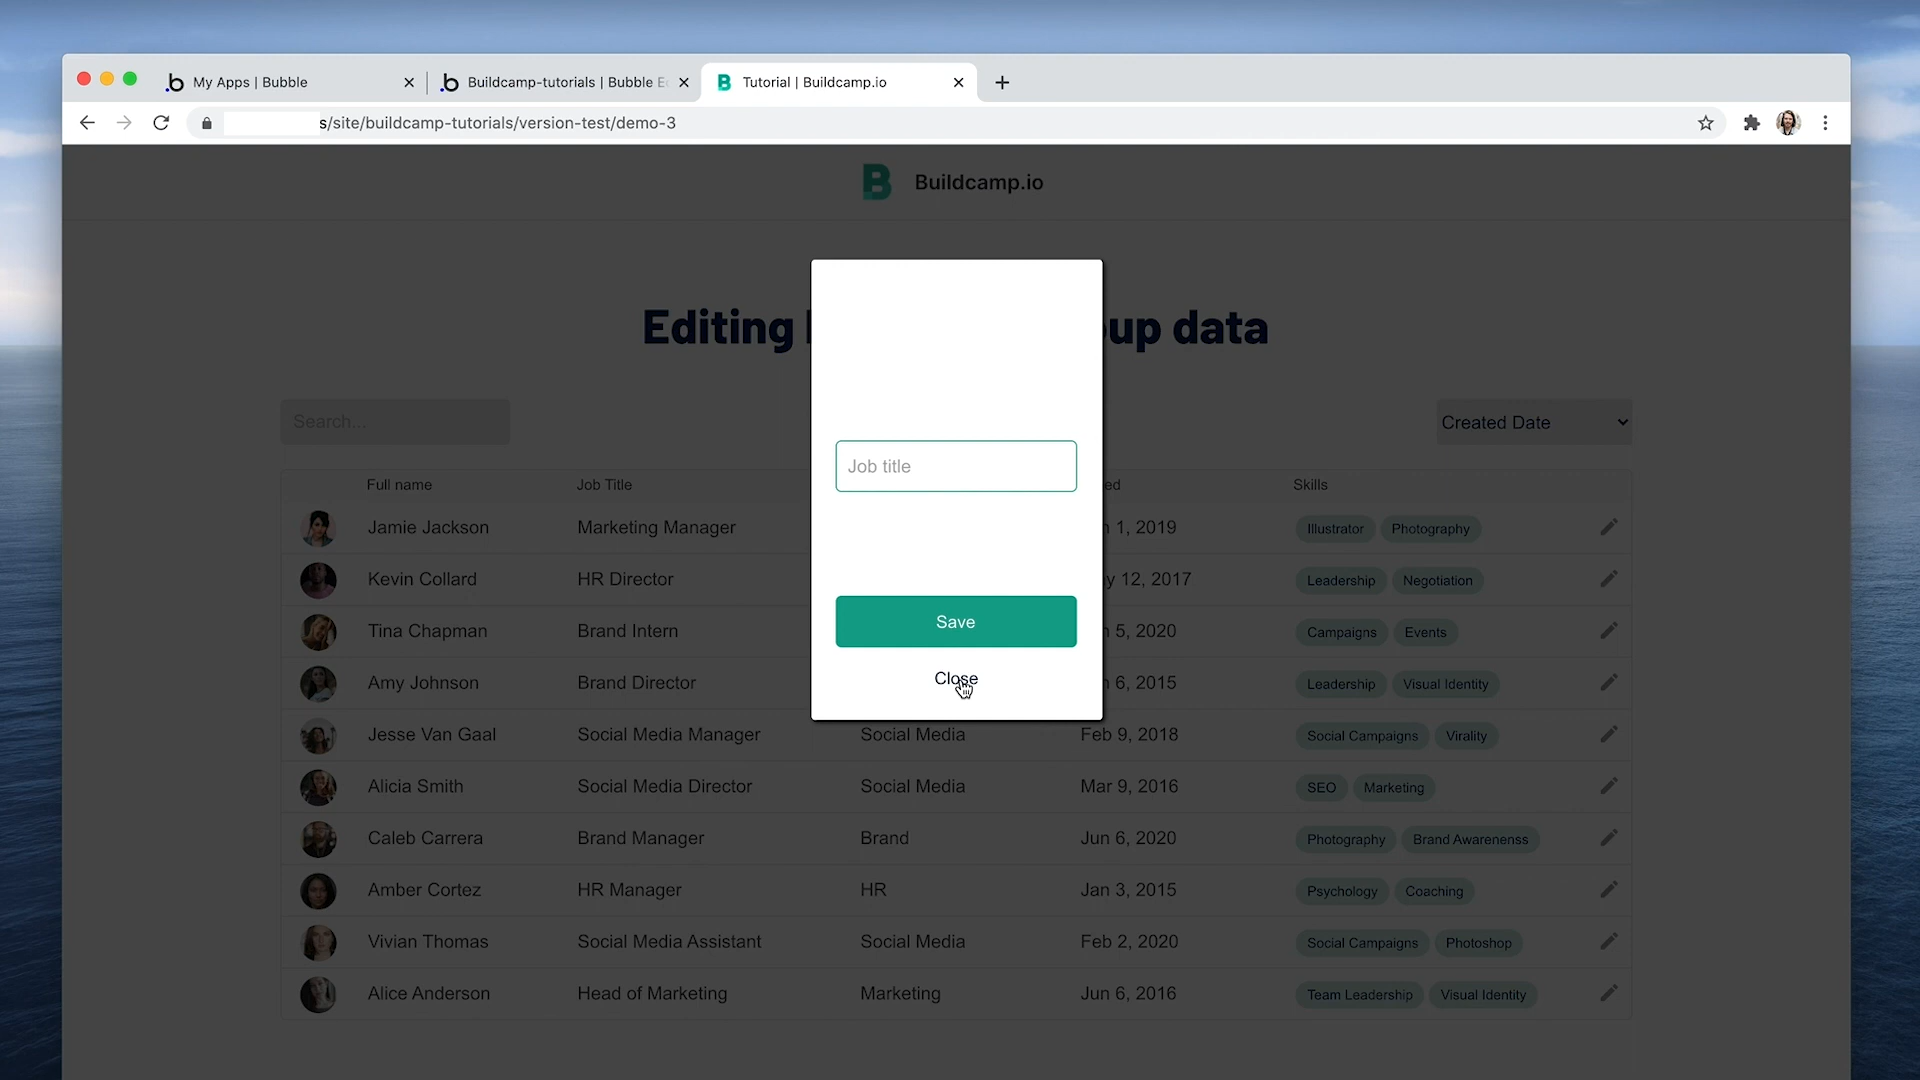 My Apps | Bubble
Buildcamp-tutorials | Bubble E
Tutorial | Buildcamp.io
s/site/buildcamp-tutorials/version-test/demo-3
B Buildcamp.io
Editing up data
Search...
Created Date
Job title
Save
Close
Full name Job Title ed Skills
Jamie Jackson Marketing Manager 1, 2019 Illustrator Photography
Kevin Collard HR Director y 12, 2017 Leadership Negotiation
Tina Chapman Brand Intern 5, 2020 Campaigns Events
Amy Johnson Brand Director 6, 2015 Leadership Visual Identity
Jesse Van Gaal Social Media Manager Social Media Feb 9, 2018 Social Campaigns Virality
Alicia Smith Social Media Director Social Media Mar 9, 2016 SEO Marketing
Caleb Carrera Brand Manager Brand Jun 6, 2020 Photography Brand Awarenenss
Amber Cortez HR Manager HR Jan 3, 2015 Psychology Coaching
Vivian Thomas Social Media Assistant Social Media Feb 2, 2020 Social Campaigns Photoshop
Alice Anderson Head of Marketing Marketing Jun 6, 2016 Team Leadership Visual Identity